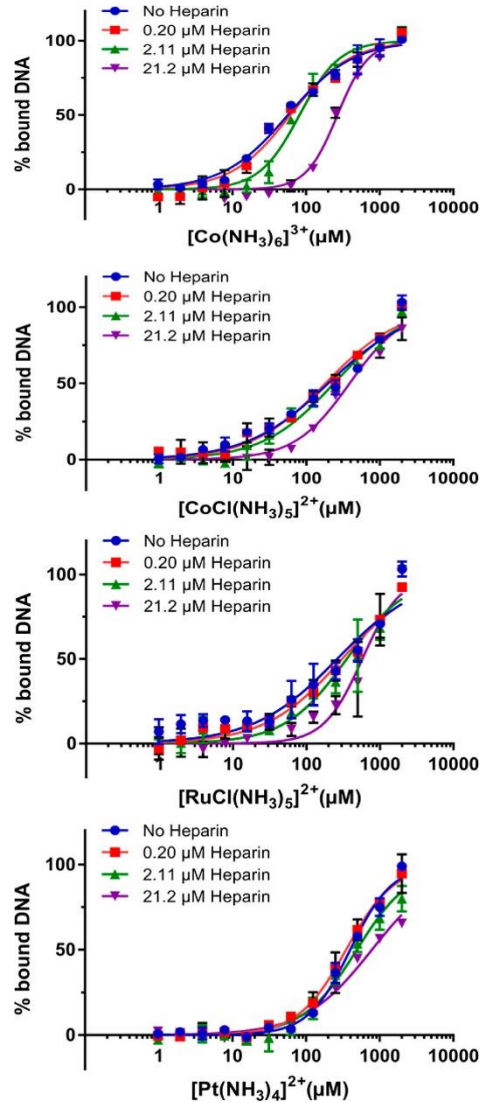 No Heparin
0.20 µM Heparin
2.11 µM Heparin
21.2 µM Heparin
% bound DNA
100
50
0
1 10 100 1000 10000
[Co(NH₃)₆]³⁺(µM)
No Heparin
0.20 µM Heparin
2.11 µM Heparin
21.2 µM Heparin
% bound DNA
100
50
0
1 10 100 1000 10000
[CoCl(NH₃)₅]²⁺(µM)
No Heparin
0.20 µM Heparin
2.11 µM Heparin
21.2 µM Heparin
% bound DNA
100
50
0
1 10 100 1000 10000
[RuCl(NH₃)₅]²⁺(µM)
No Heparin
0.20 µM Heparin
2.11 µM Heparin
21.2 µM Heparin
% bound DNA
100
50
0
1 10 100 1000 10000
[Pt(NH₃)₄]²⁺(µM)